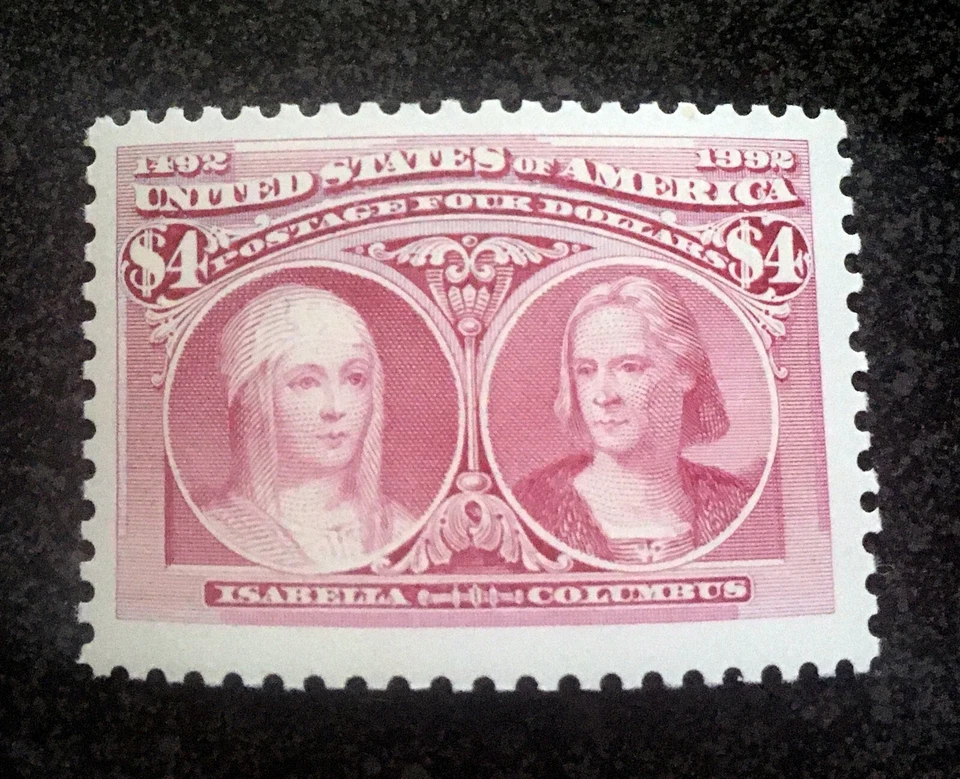 1492 1992
UNITED STATES OF AMERICA
POSTAGE FOUR DOLLARS
$4 $4
ISABELLA COLUMBUS